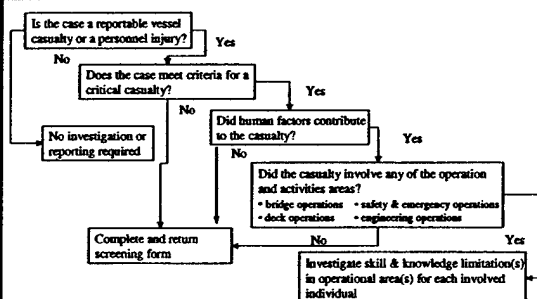 Is the case a reportable vessel
casualty or a personnel injury?
Yes
No
Does the case meet criteria for a
critical casualty?
Yes
No
Did human factors contribute
to the casualty?
Yes
No
No investigation or
reporting required
Did the casualty involve any of the operation
and activities areas?
• bridge operations • safety & emergency operations
• deck operations • engineering operations
No
Yes
Complete and return
screening form
Investigate skill & knowledge limitation(s)
in operational area(s) for each involved
individual